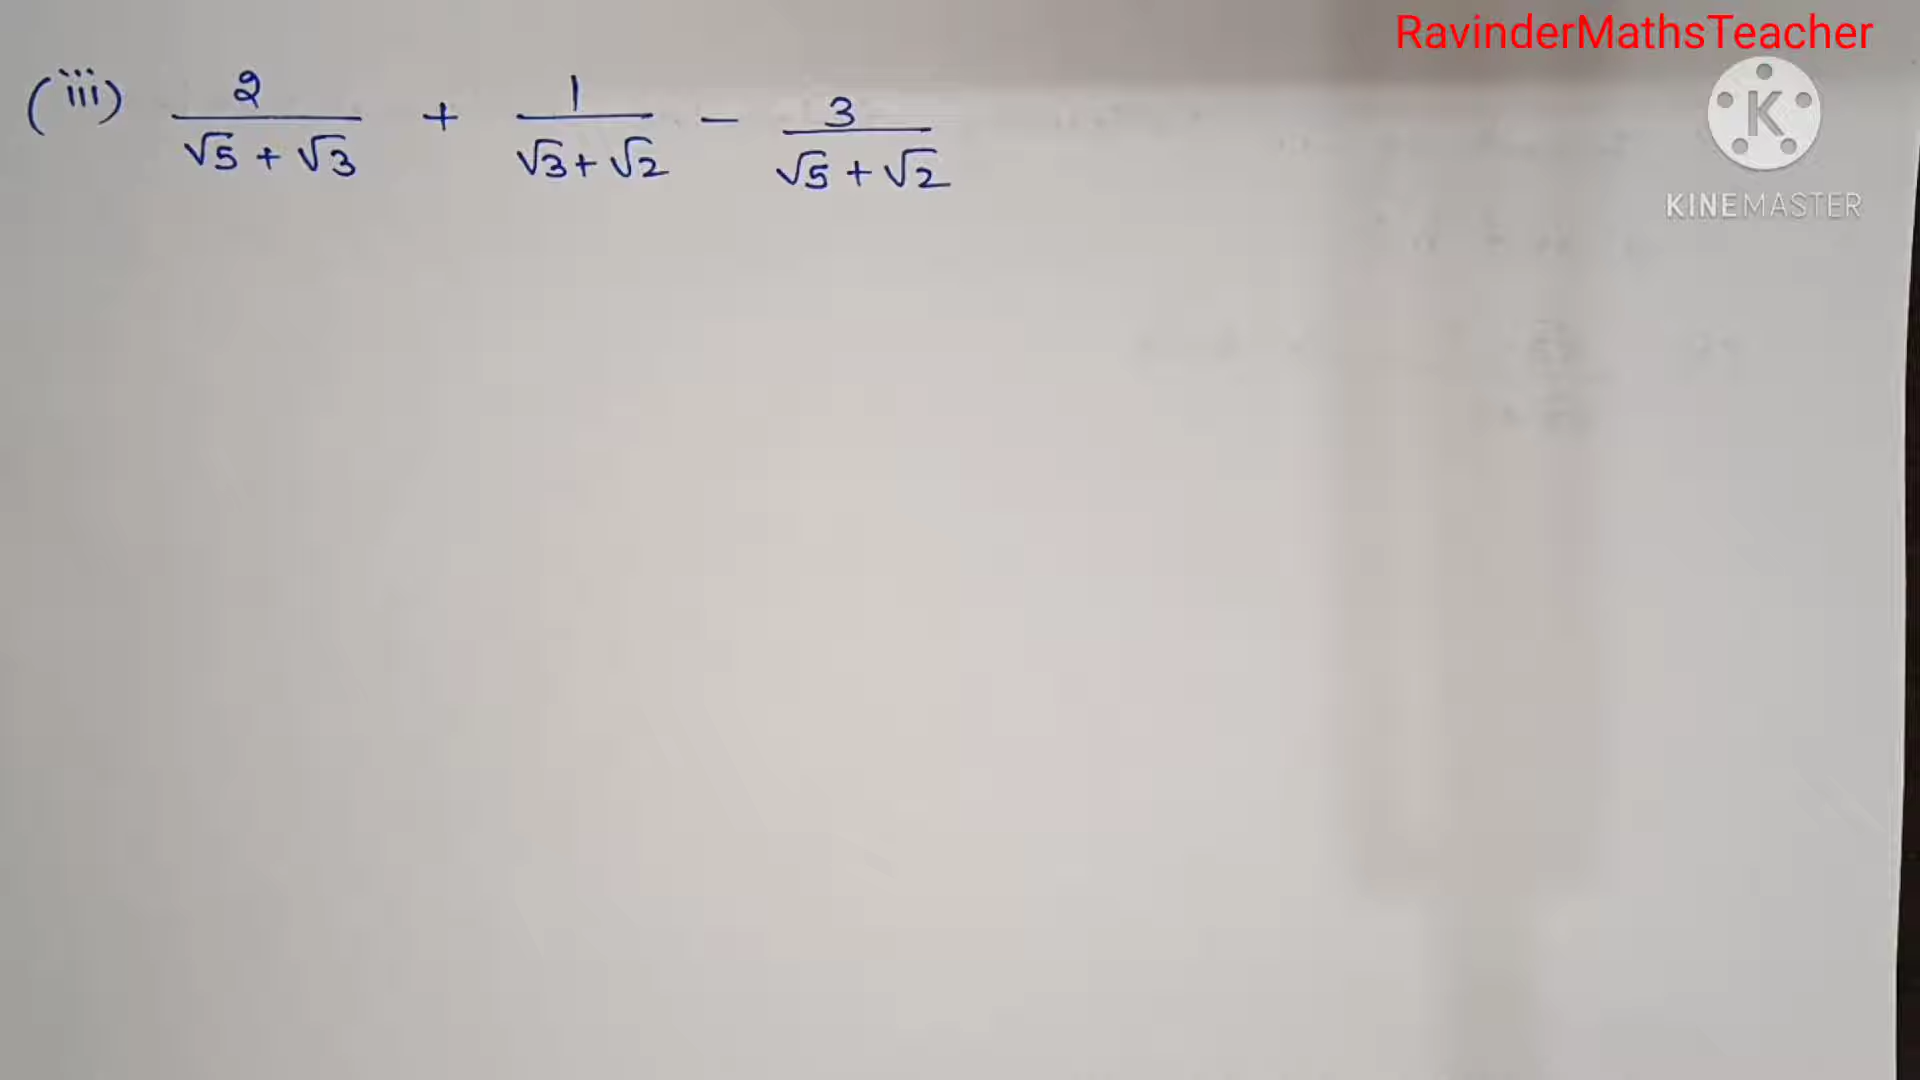 RavinderMathsTeacher
(iii) 2/(√5 + √3) + 1/(√3 + √2) - 3/(√5 + √2)
K
KINEMASTER